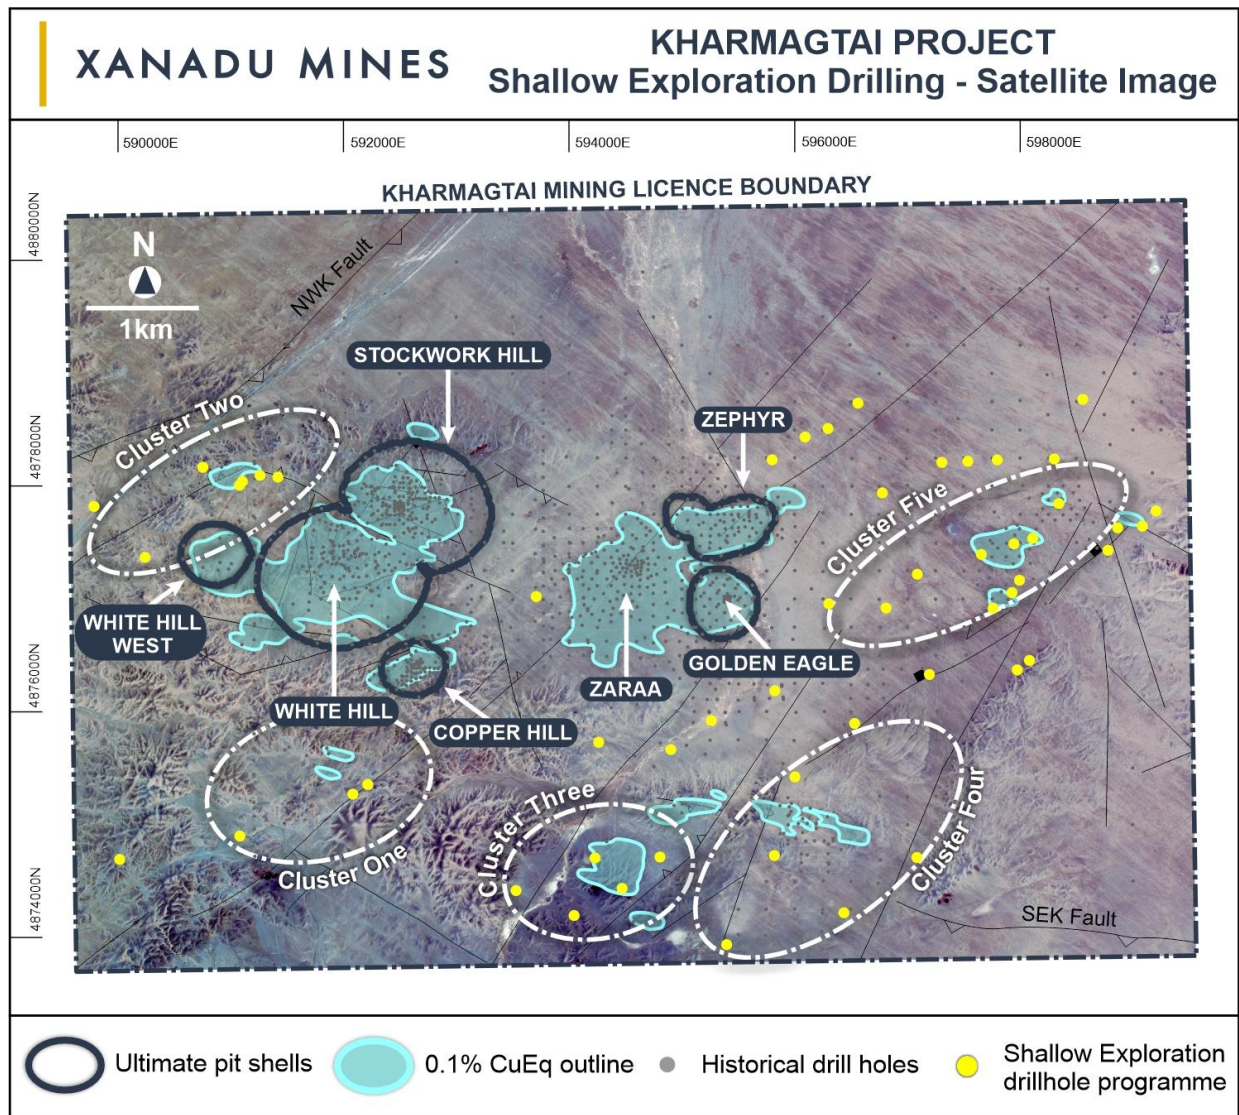 XANADU MINES
KHARMAGTAI PROJECT
Shallow Exploration Drilling - Satellite Image
590000E
592000E
594000E
596000E
598000E
KHARMAGTAI MINING LICENCE BOUNDARY
4880000N
4878000N
4876000N
4874000N
N
1km
NWK Fault
STOCKWORK HILL
Cluster Two
ZEPHYR
Cluster Five
WHITE HILL
WEST
WHITE HILL
COPPER HILL
ZARAA
GOLDEN EAGLE
Cluster One
Cluster Three
Cluster Four
SEK Fault
Ultimate pit shells
0.1% CuEq outline
Historical drill holes
Shallow Exploration
drillhole programme